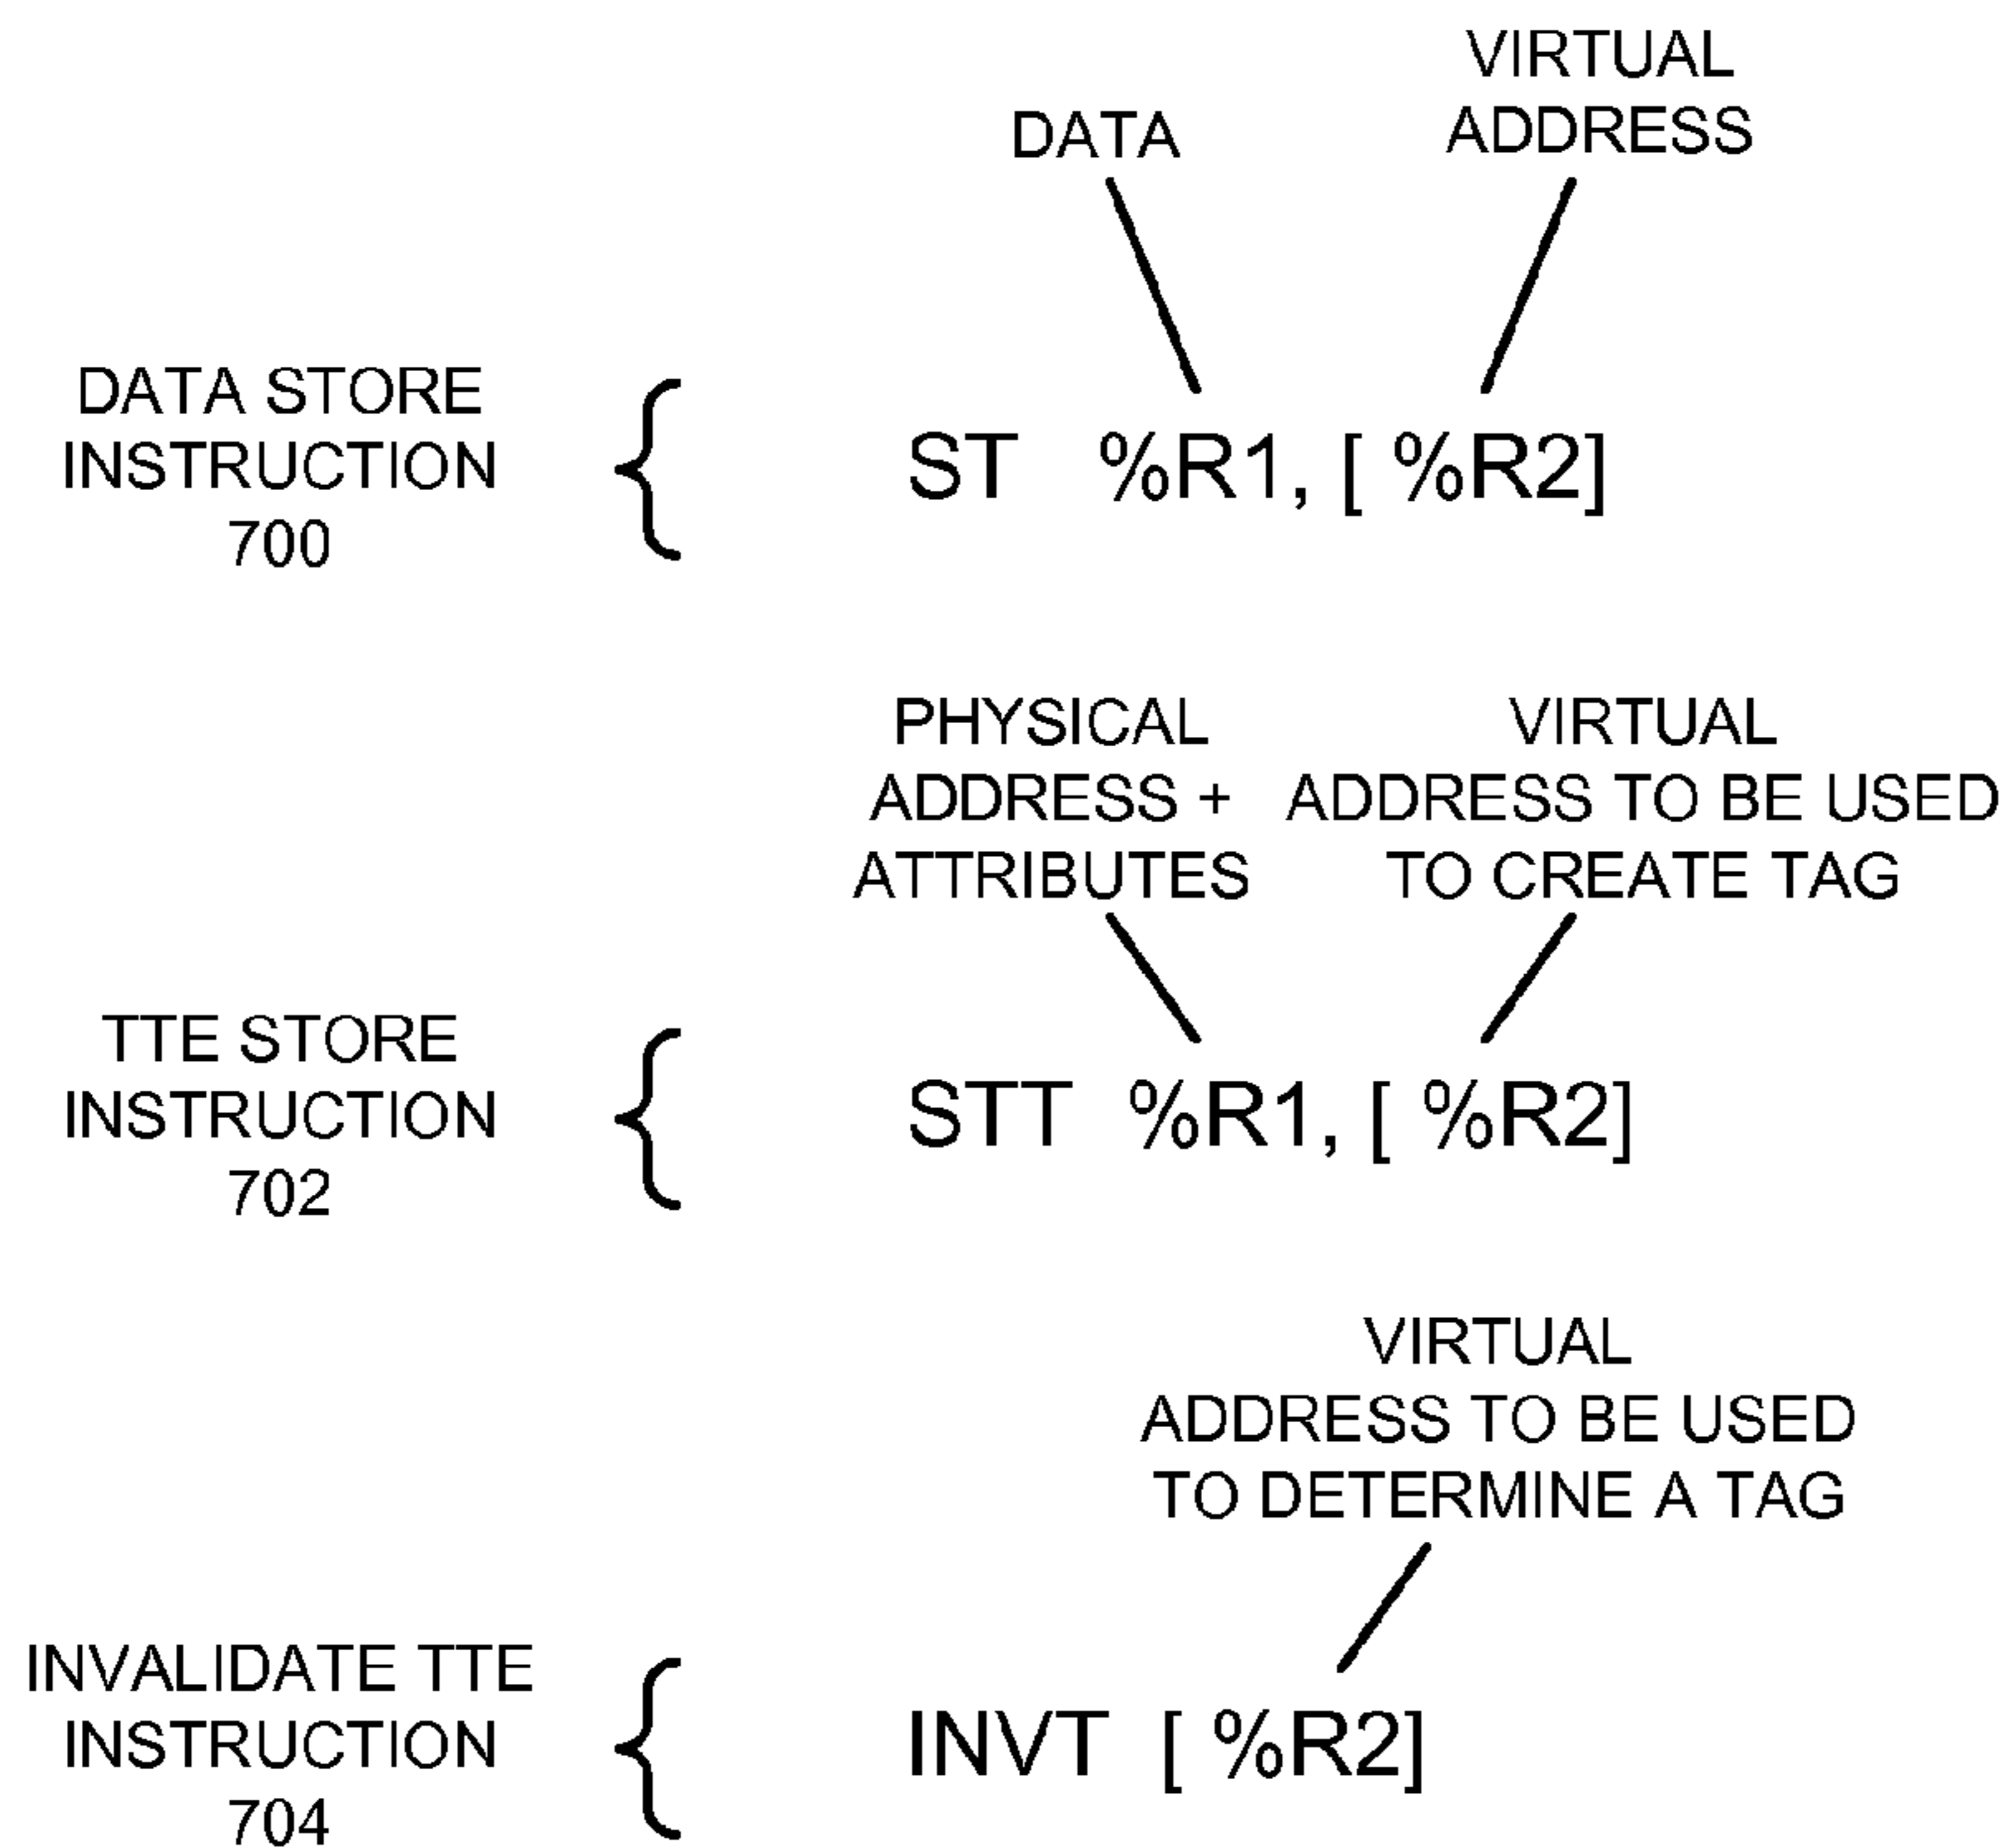 DATA
VIRTUAL
ADDRESS
DATA STORE
INSTRUCTION
700
ST %R1, [ %R2]
PHYSICAL
ADDRESS +
ATTRIBUTES
VIRTUAL
ADDRESS TO BE USED
TO CREATE TAG
TTE STORE
INSTRUCTION
702
STT %R1, [ %R2]
VIRTUAL
ADDRESS TO BE USED
TO DETERMINE A TAG
INVALIDATE TTE
INSTRUCTION
704
INVT [ %R2]